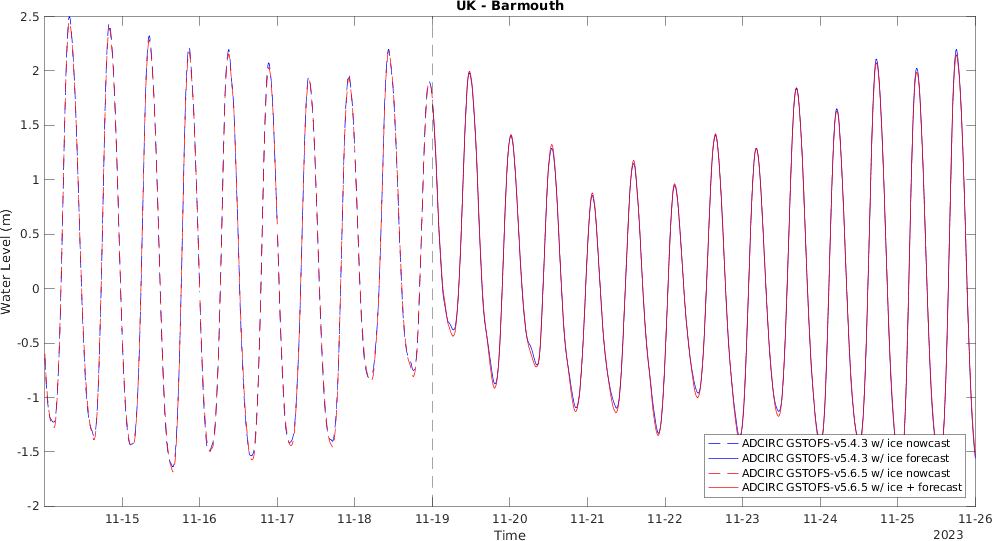 UK - Barmouth
2.5
2
1.5
1
0.5
0
-0.5
-1
-1.5
-2
Water Level (m)
ADCIRC GSTOFS-v5.4.3 w/ ice nowcast
ADCIRC GSTOFS-v5.4.3 w/ ice forecast
ADCIRC GSTOFS-v5.6.5 w/ ice nowcast
ADCIRC GSTOFS-v5.6.5 w/ ice + forecast
11-15 11-16 11-17 11-18 11-19 11-20 11-21 11-22 11-23 11-24 11-25 11-26
Time
2023